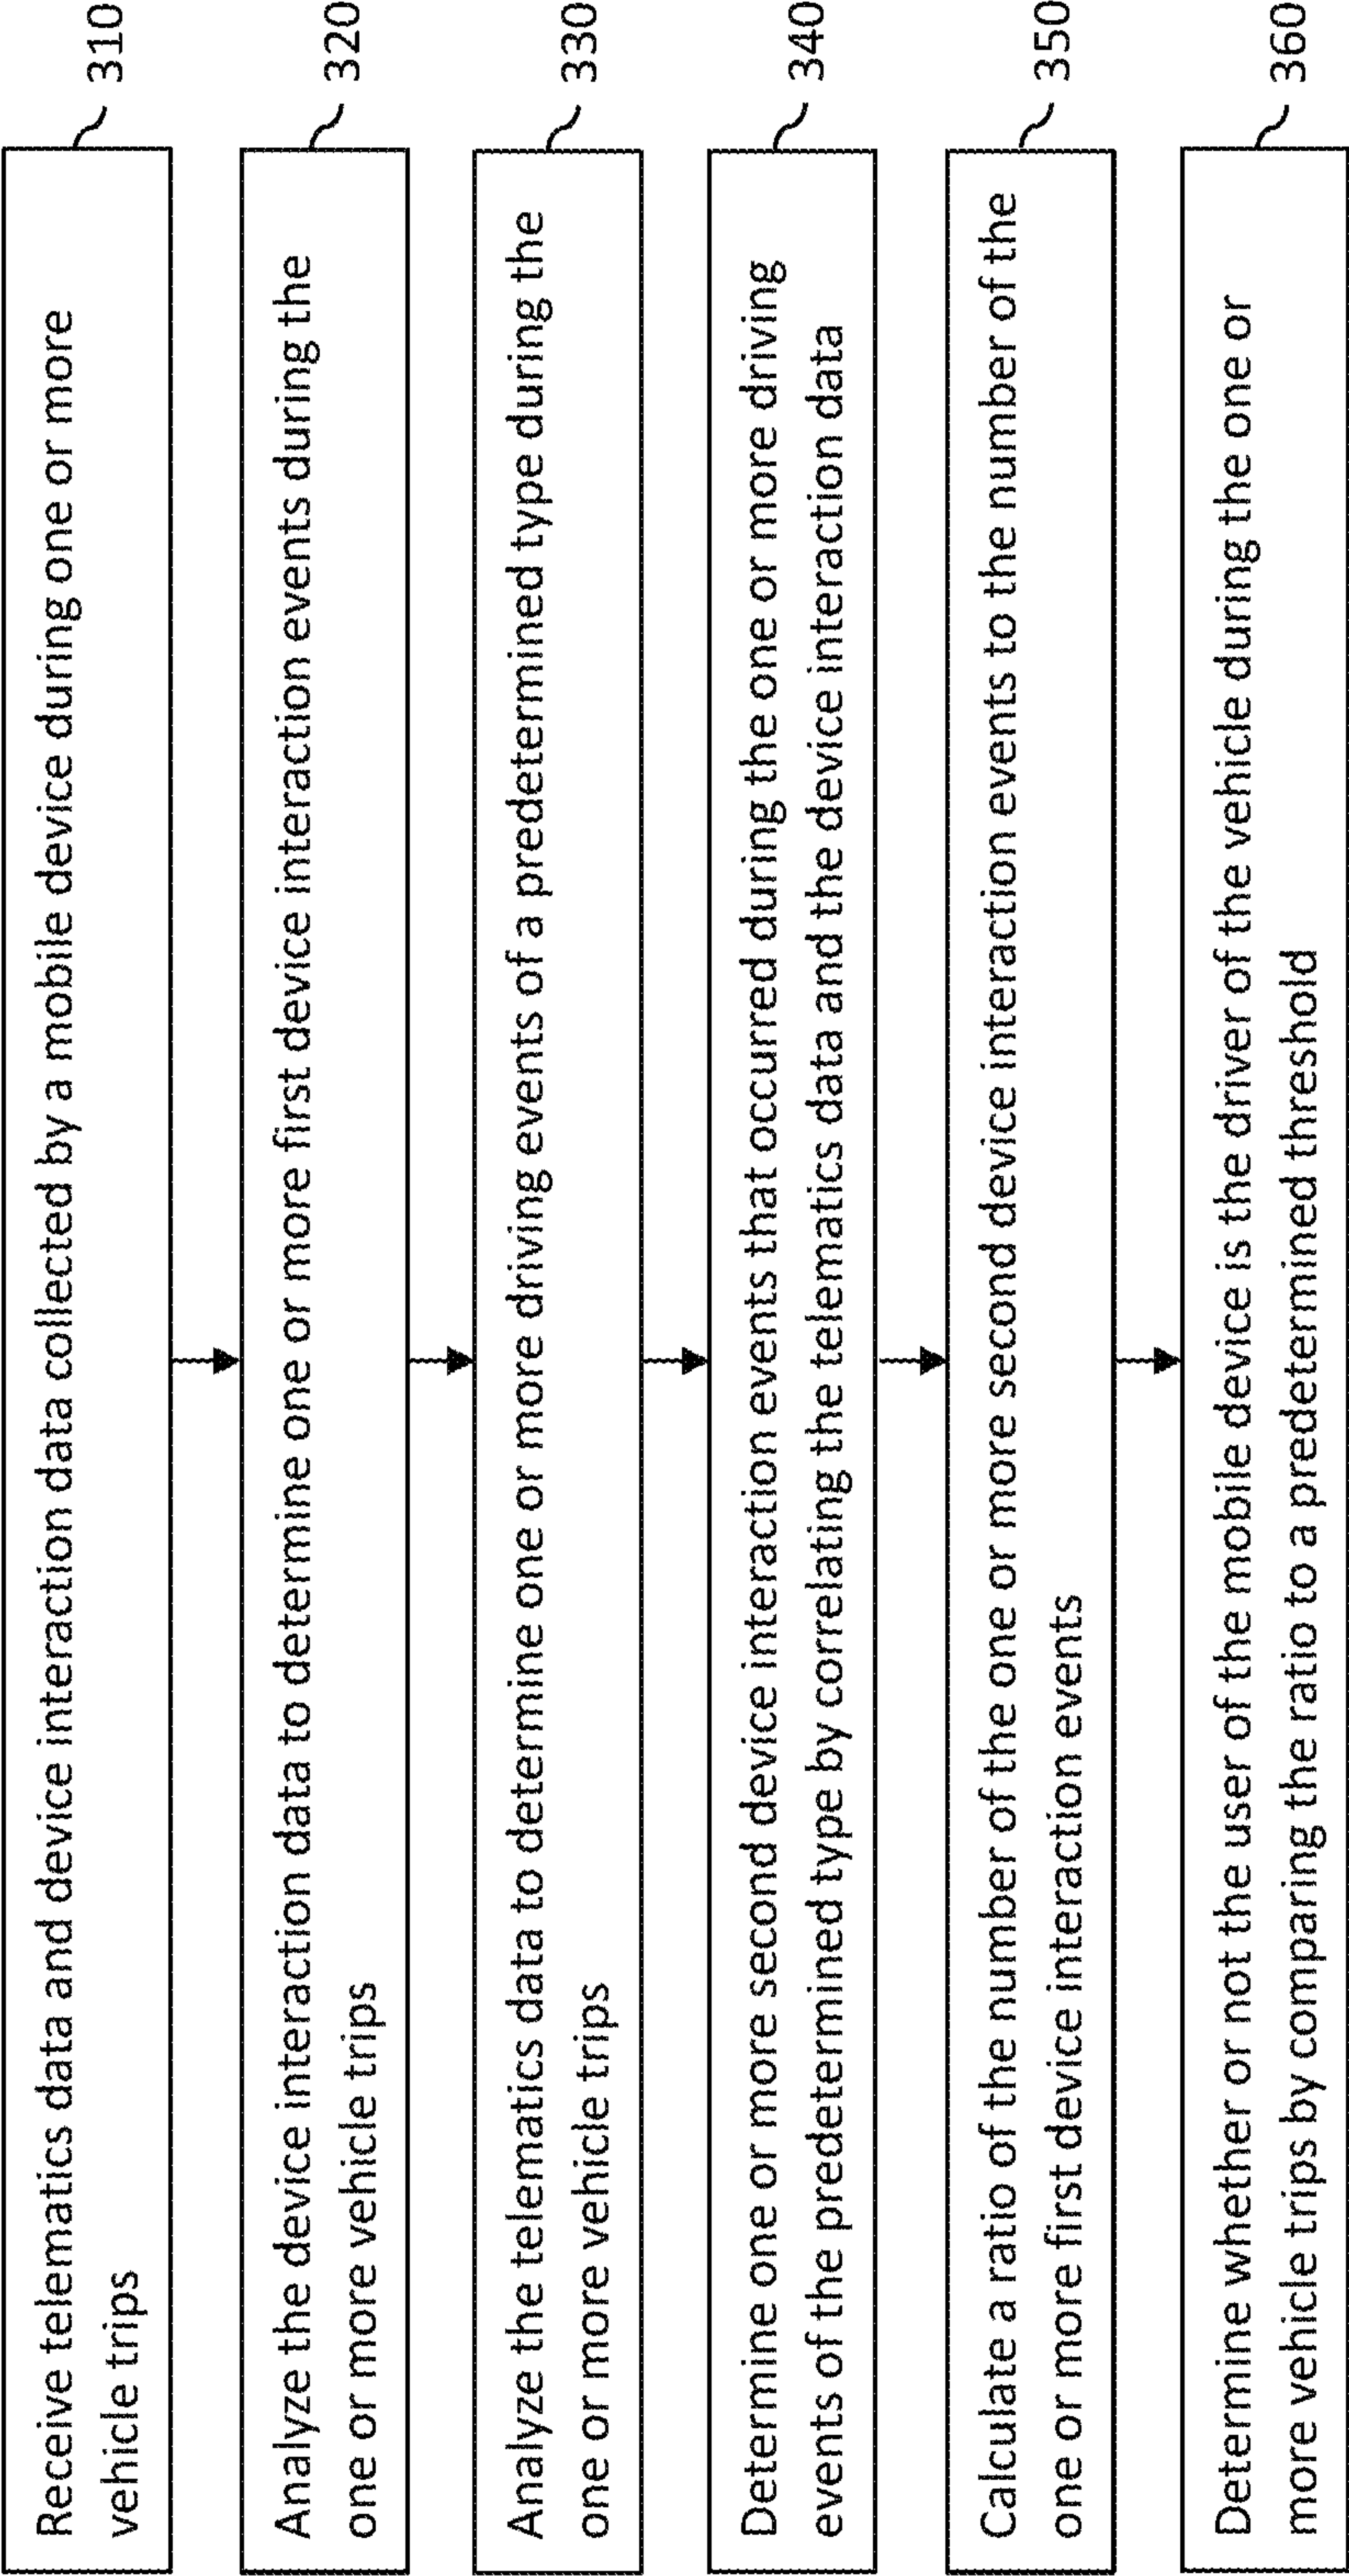 Receive telematics data and device interaction data collected by a mobile device during one or more
vehicle trips
310
Analyze the device interaction data to determine one or more first device interaction events during the
one or more vehicle trips
320
Analyze the telematics data to determine one or more driving events of a predetermined type during the
one or more vehicle trips
330
Determine one or more second device interaction events that occurred during the one or more driving
events of the predetermined type by correlating the telematics data and the device interaction data
340
Calculate a ratio of the number of the one or more second device interaction events to the number of the
one or more first device interaction events
350
Determine whether or not the user of the mobile device is the driver of the vehicle during the one or
more vehicle trips by comparing the ratio to a predetermined threshold
360